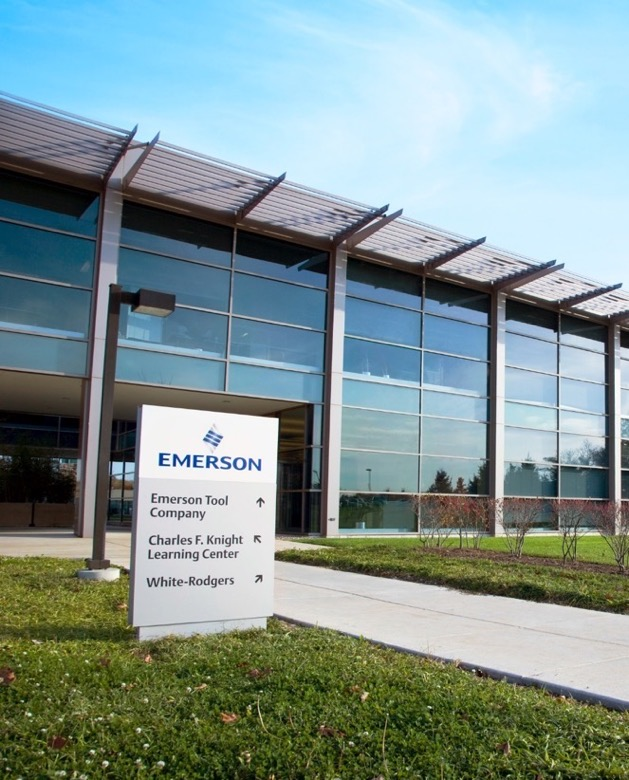 EMERSON
Emerson Tool
Company
Charles F. Knight
Learning Center
White-Rodgers